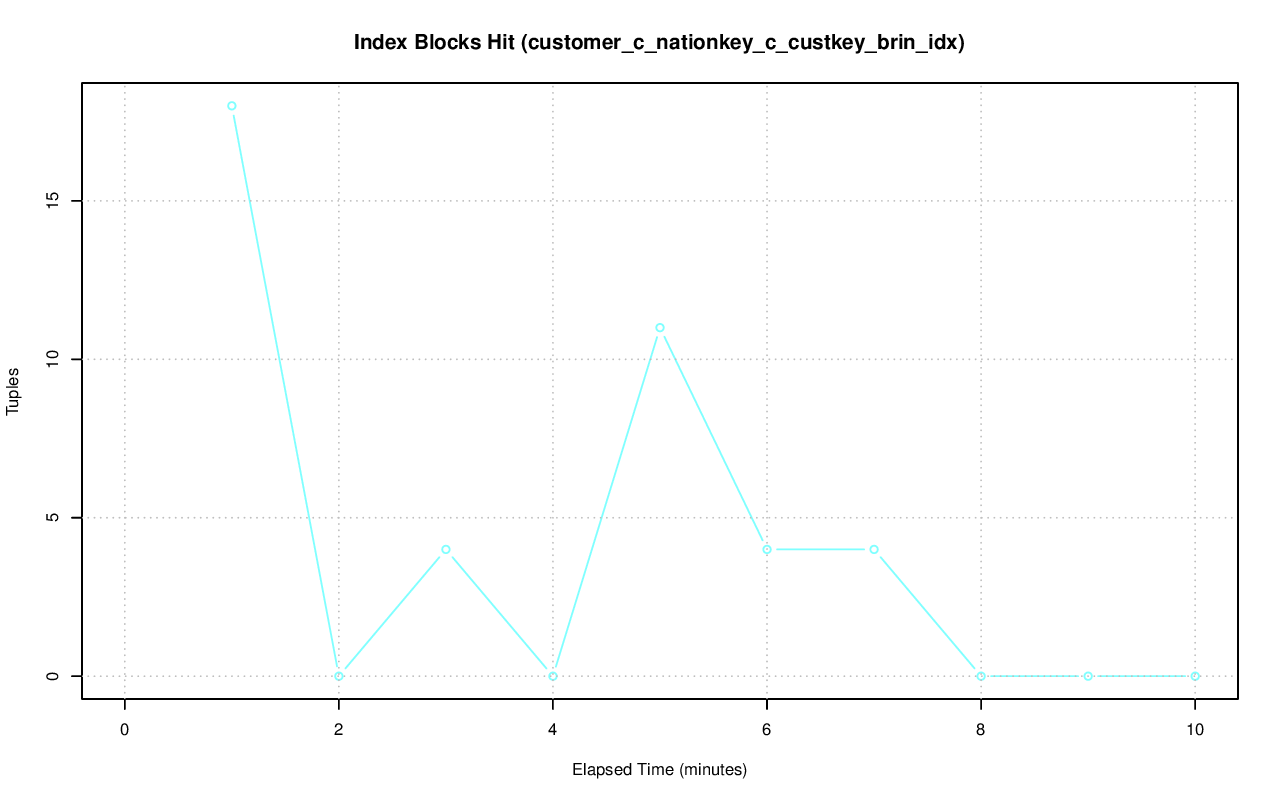 Index Blocks Hit (customer_c_nationkey_c_custkey_brin_idx)
Tuples
15
10
5
0
0 2 4 6 8 10
Elapsed Time (minutes)